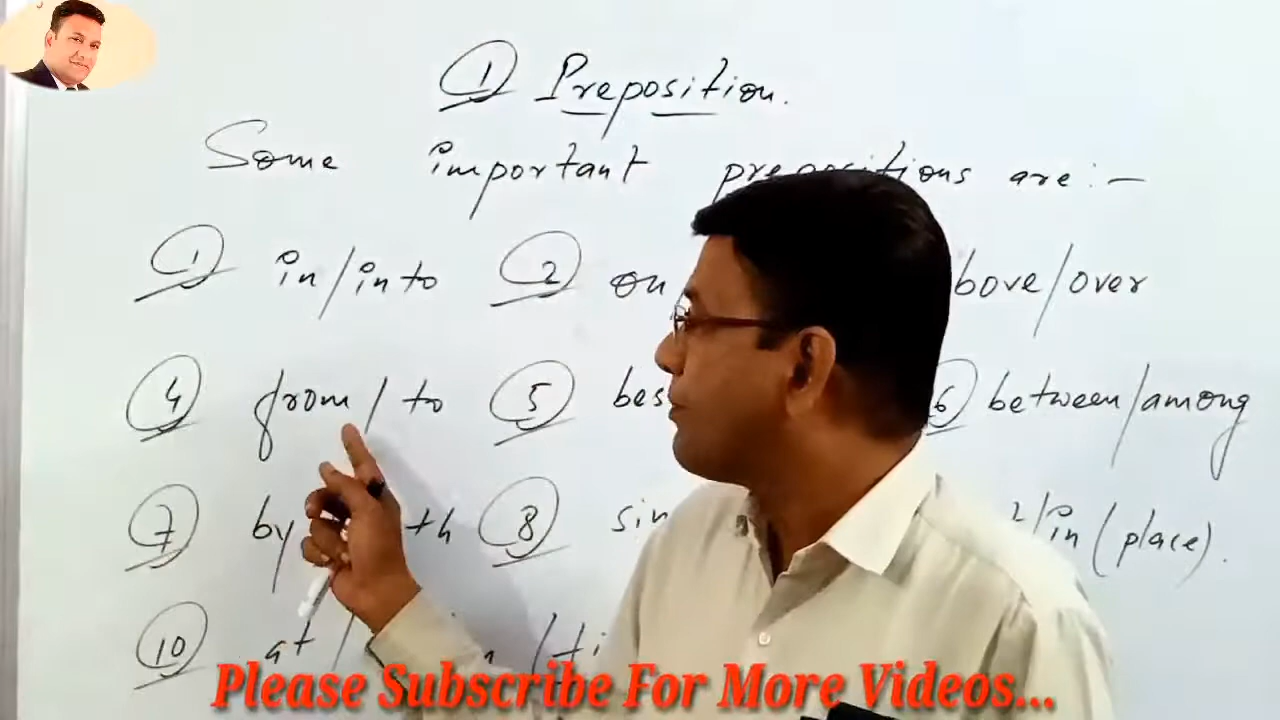 ① Preposition.
Some important prepositions are:-
① in/into ② on bove/over
④ from/to ⑤ bes 6 between/among
⑦ by th ⑧ sin /in (place).
⑩ at / /ti
Please Subscribe For More Videos...